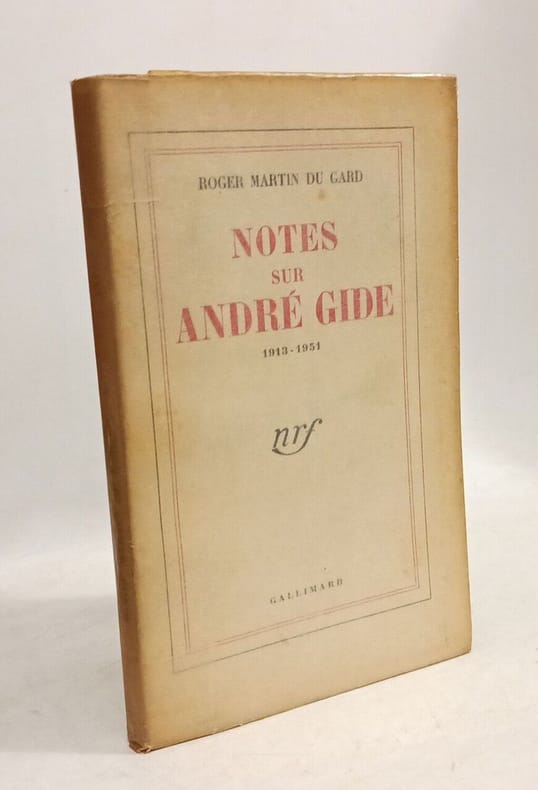 ROGER MARTIN DU GARD
NOTES
SUR
ANDRÉ GIDE
1913-1951
nrf
GALLIMARD